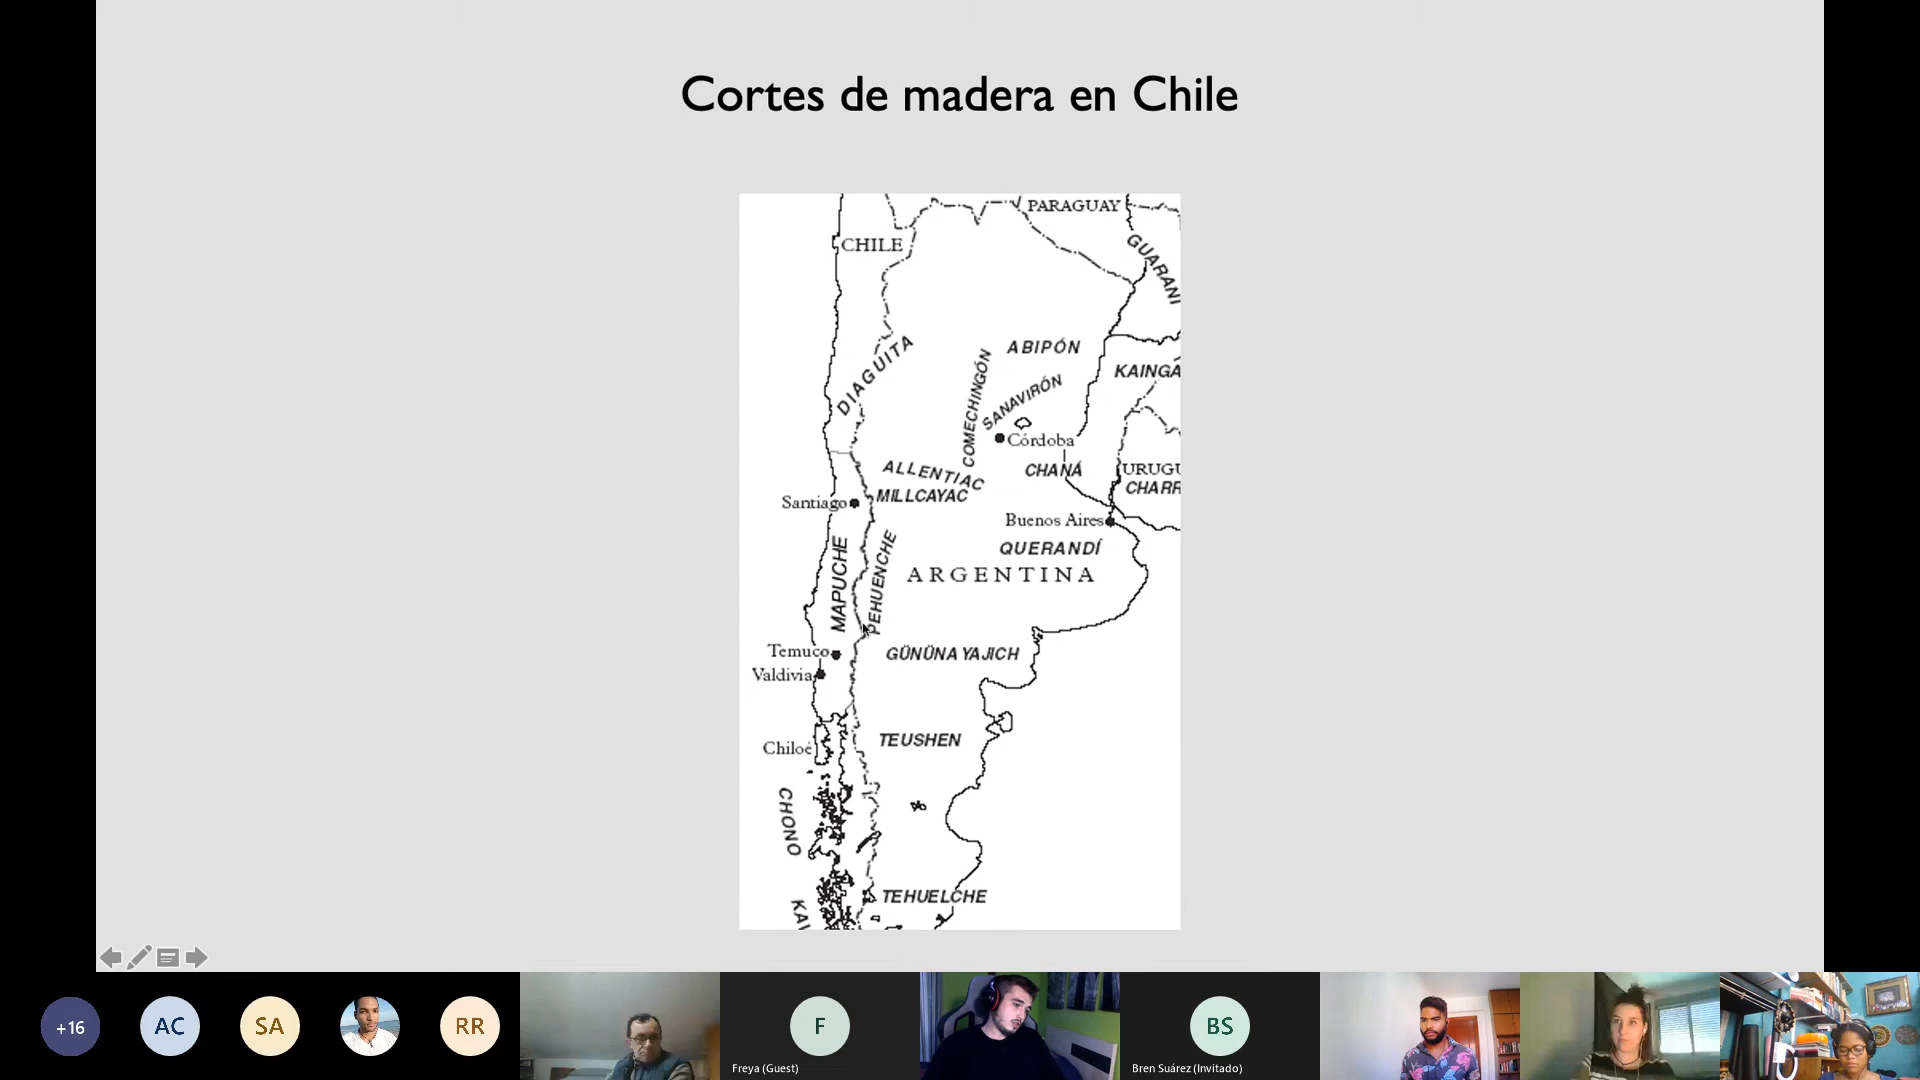 Cortes de madera en Chile
PARAGUAY
CHILE
GUARANI
DIAGUITA
ABIPÓN
COMECHINGÓN
SANAVIRÓN
KAINGA
Córdoba
ALLENTIAC
CHANÁ
URUGU
CHARR
MILLCAYAC
Santiago
Buenos Aires
MAPUCHE
PEHUENCHE
QUERANDÍ
ARGENTINA
Temuco
GÜNÜNA YAJICH
Valdivia
TEUSHEN
Chiloé
CHONO
TEHUELCHE
KAI
+16
AC
SA
RR
F
Freya (Guest)
BS
Bren Suárez (Invitado)